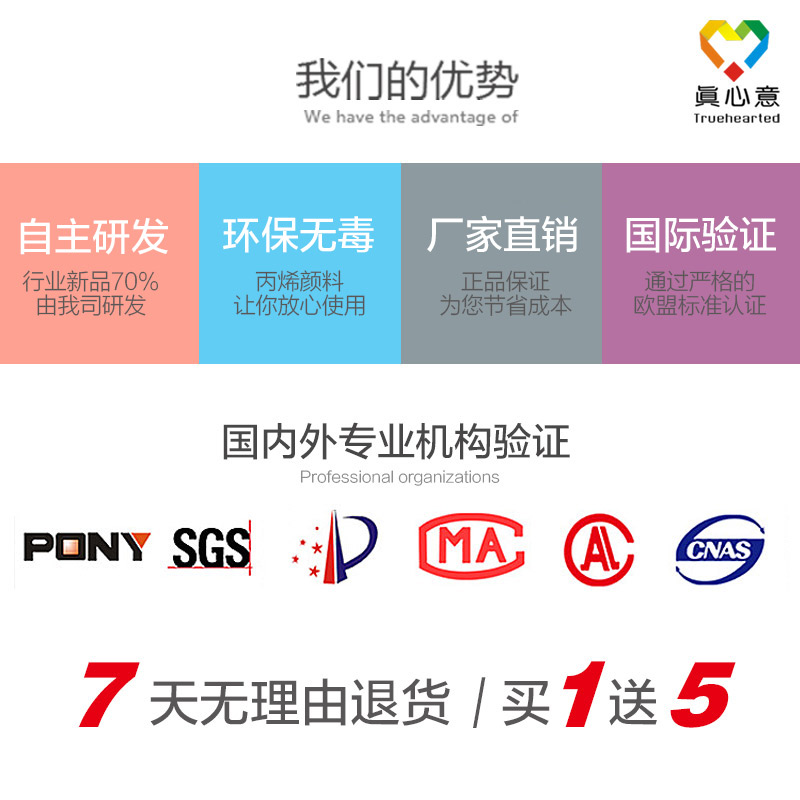 我们的优势
We have the advantage of
真心意
Truehearted
自主研发
行业新品70%
由我司研发
环保无毒
丙烯颜料
让你放心使用
厂家直销
正品保证
为您节省成本
国际验证
通过严格的
欧盟标准认证
国内外专业机构验证
Professional organizations
PONY
SGS
CMA
CAL
CNAS
7天无理由退货 / 买1送5